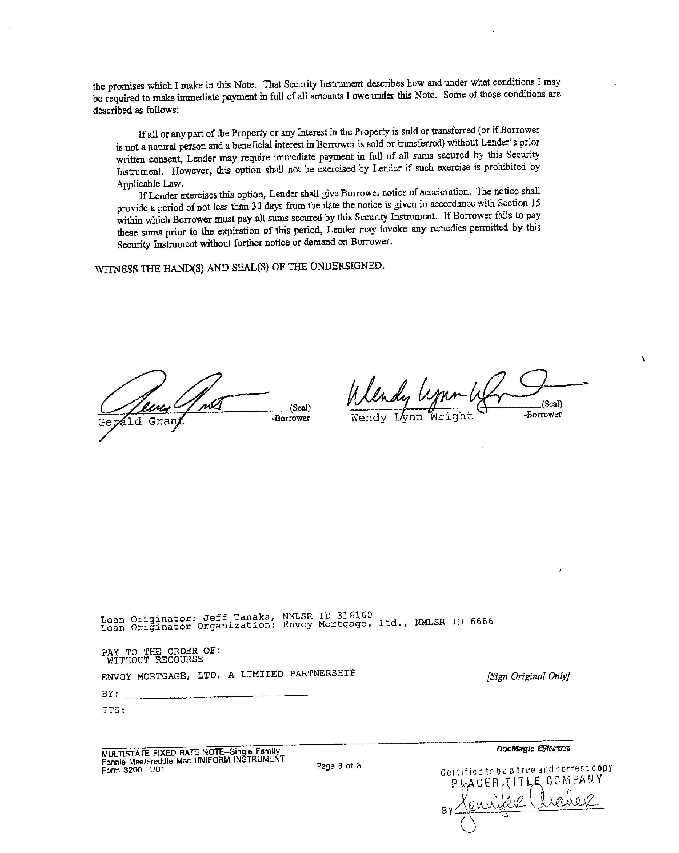 the promises which I make in this Note. That Security Instrument describes how and under what conditions I may
be required to make immediate payment in full of all amounts I owe under this Note. Some of those conditions are
described as follows:
If all or any part of the Property or any Interest in the Property is sold or transferred (or if Borrower
is not a natural person and a beneficial interest in Borrower is sold or transferred) without Lender's prior
written consent, Lender may require immediate payment in full of all sums secured by this Security
Instrument. However, this option shall not be exercised by Lender if such exercise is prohibited by
Applicable Law.
If Lender exercises this option, Lender shall give Borrower notice of acceleration. The notice shall
provide a period of not less than 30 days from the date the notice is given in accordance with Section 15
within which Borrower must pay all sums secured by this Security Instrument. If Borrower fails to pay
these sums prior to the expiration of this period, Lender may invoke any remedies permitted by this
Security Instrument without further notice or demand on Borrower.
WITNESS THE HAND(S) AND SEAL(S) OF THE UNDERSIGNED.
Wendy Lynn
(Seal) (Seal)
Gerald Grant -Borrower Wendy Lynn Wright -Borrower
Loan Originator: Jeff Tanaka, NMLSR ID 318160
Loan Originator Organization: Envoy Mortgage, Ltd., NMLSR ID 6666
PAY TO THE ORDER OF:
WITHOUT RECOURSE
ENVOY MORTGAGE, LTD. A LIMITED PARTNERSHIP [Sign Original Only]
BY:
ITS:
MULTISTATE FIXED RATE NOTE--Single Family DocMagic
Fannie Mae/Freddie Mac UNIFORM INSTRUMENT
Form 3200 1/01 Page 3 of 3
Certified to be a true and correct copy
PLACER TITLE COMPANY
By Jennifer